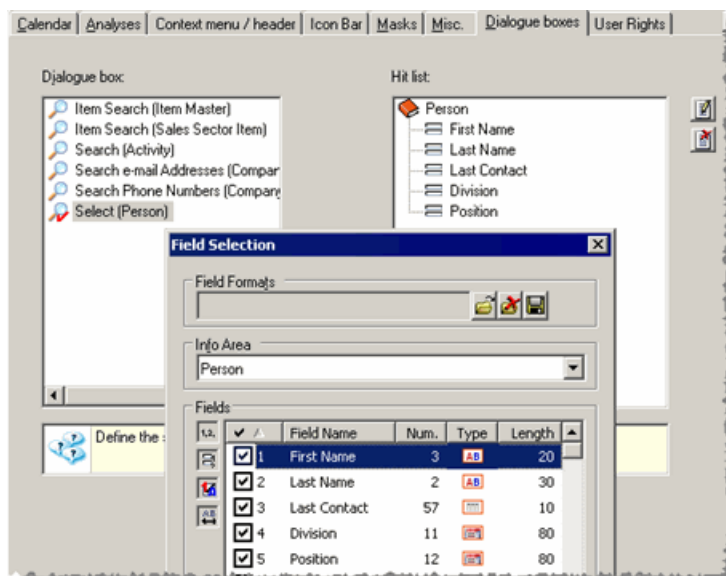 Calendar Analyses Context menu / header Icon Bar Masks Misc. Dialogue boxes User Rights
Dialogue box: Hit list:
Item Search (Item Master)
Item Search (Sales Sector Item)
Search (Activity)
Search e-mail Addresses (Compar
Search Phone Numbers (Company
Select (Person)
Person
First Name
Last Name
Last Contact
Division
Position
Field Selection
Field Formats
Info Area
Person
Fields
Define the
Field Name Num. Type Length
1 First Name 3 AB 20
2 Last Name 2 AB 30
3 Last Contact 57 10
4 Division 11 80
5 Position 12 80